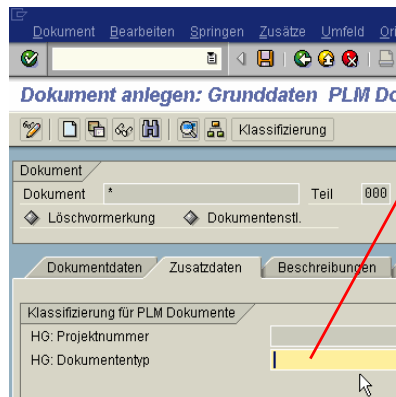 Dokument Bearbeiten Springen Zusätze Umfeld
Dokument anlegen: Grunddaten PLM Do
Klassifizierung
Dokument
Dokument * Teil 000
Löschvormerkung Dokumentenstl.
Dokumentdaten Zusatzdaten Beschreibungen
Klassifizierung für PLM Dokumente
HG: Projektnummer
HG: Dokumententyp